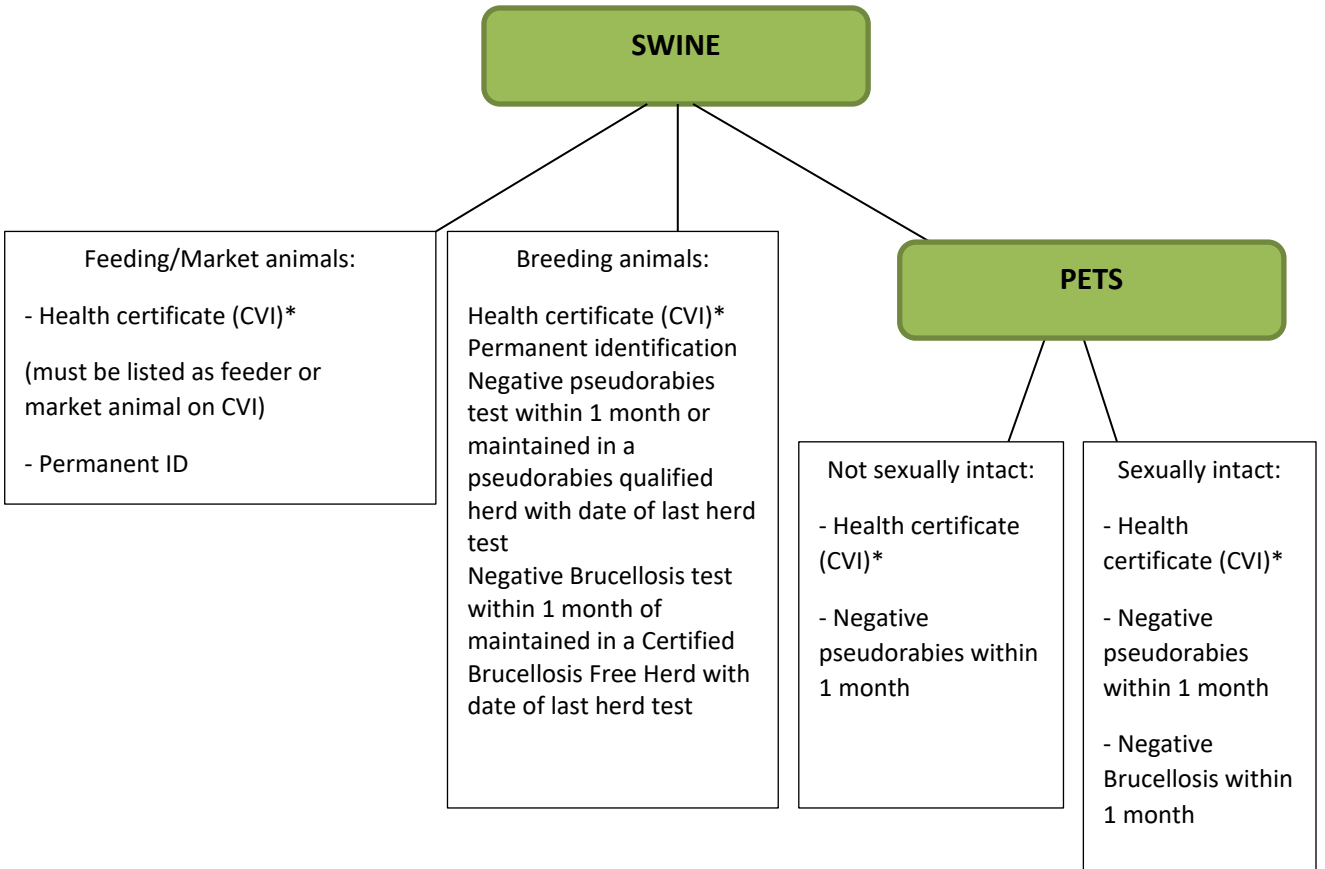 SWINE
Feeding/Market animals:
- Health certificate (CVI)*
(must be listed as feeder or
market animal on CVI)
- Permanent ID
Breeding animals:
Health certificate (CVI)*
Permanent identification
Negative pseudorabies
test within 1 month or
maintained in a
pseudorabies qualified
herd with date of last herd
test
Negative Brucellosis test
within 1 month of
maintained in a Certified
Brucellosis Free Herd with
date of last herd test
PETS
Not sexually intact:
- Health certificate
(CVI)*
- Negative
pseudorabies within
1 month
Sexually intact:
- Health
certificate (CVI)*
- Negative
pseudorabies
within 1 month
- Negative
Brucellosis within
1 month